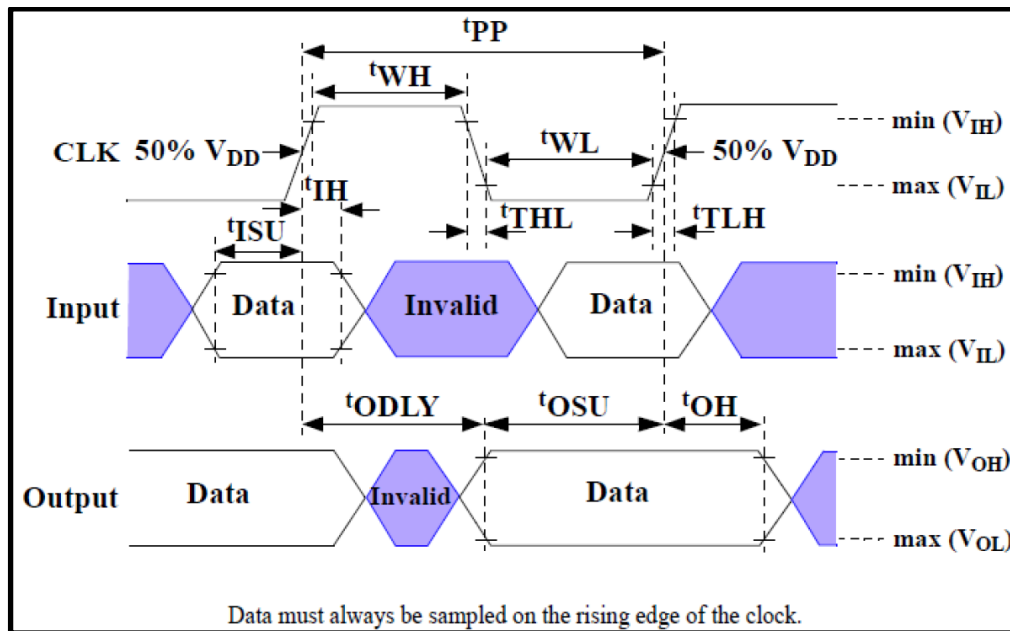 tPP
tWH
min (VIH)
CLK 50% VDD
tWL
50% VDD
max (VIL)
tIH
tTHL
tTLH
tISU
min (VIH)
Input
Data
Invalid
Data
max (VIL)
tODLY
tOSU
tOH
min (VOH)
Output
Data
Invalid
Data
max (VOL)
Data must always be sampled on the rising edge of the clock.